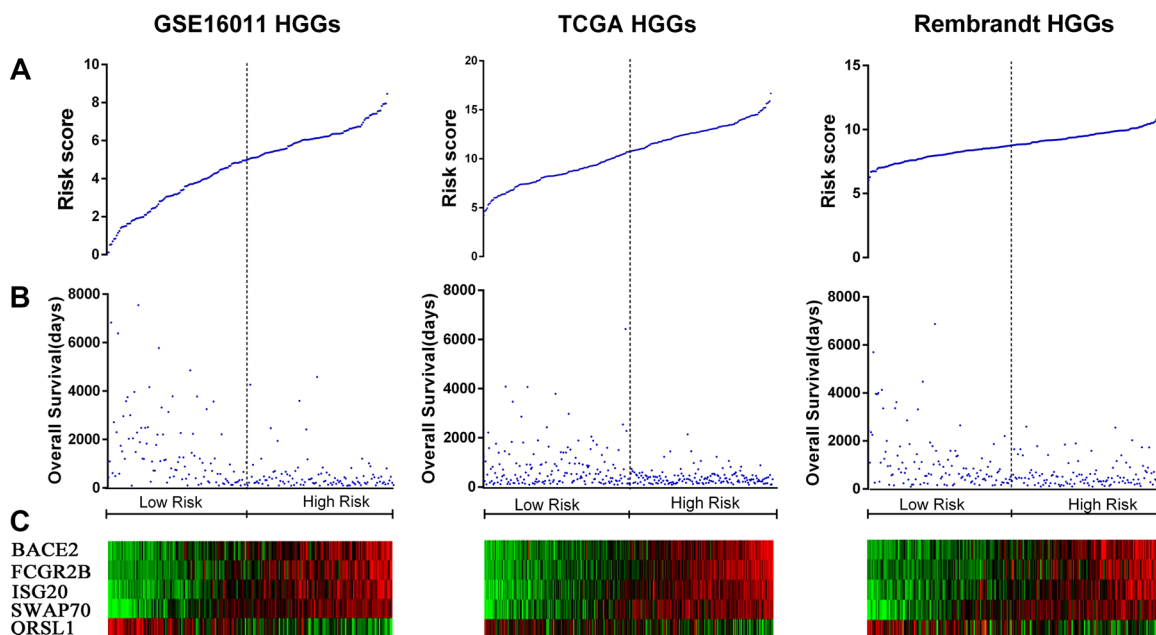 GSE16011 HGGs
TCGA HGGs
Rembrandt HGGs
A
Risk score
10
8
6
4
2
0
Risk score
20
15
10
5
0
Risk score
15
10
5
0
B
Overall Survival(days)
8000
6000
4000
2000
0
Overall Survival(days)
8000
6000
4000
2000
0
Overall Survival(days)
8000
6000
4000
2000
0
Low Risk High Risk
Low Risk High Risk
Low Risk High Risk
C
BACE2
FCGR2B
ISG20
SWAP70
QRSL1